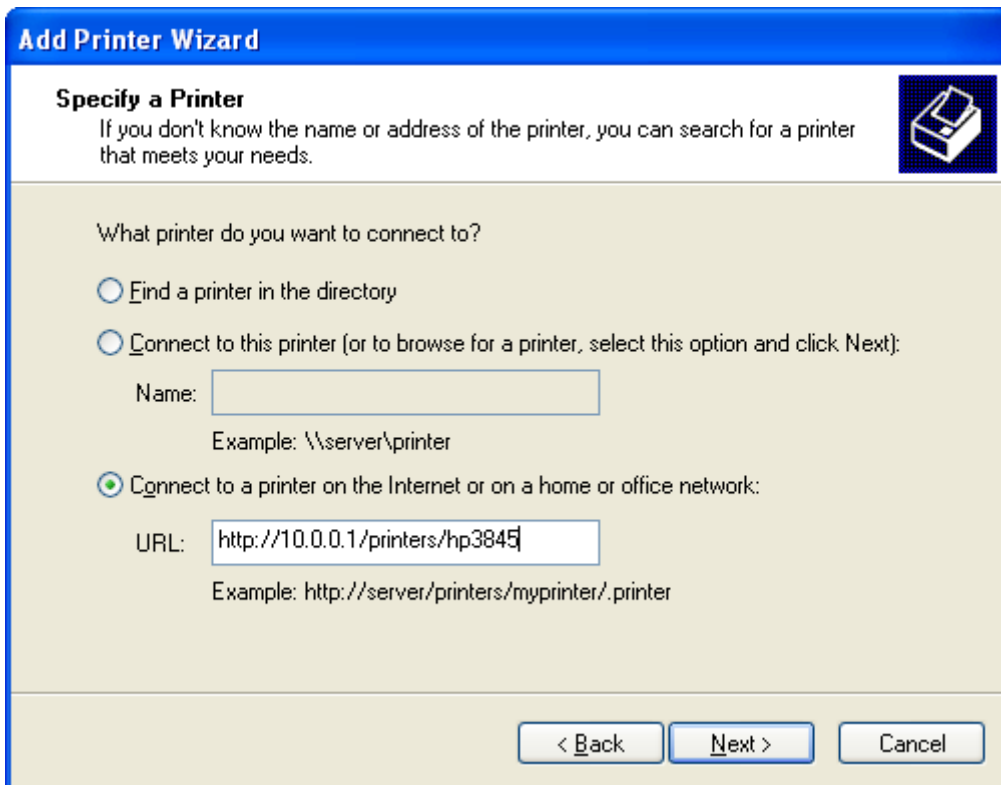 Add Printer Wizard
Specify a Printer
If you don't know the name or address of the printer, you can search for a printer
that meets your needs.
What printer do you want to connect to?
Find a printer in the directory
Connect to this printer (or to browse for a printer, select this option and click Next):
Name:
Example: \\server\printer
Connect to a printer on the Internet or on a home or office network:
URL: http://10.0.0.1/printers/hp3845
Example: http://server/printers/myprinter/.printer
< Back Next > Cancel